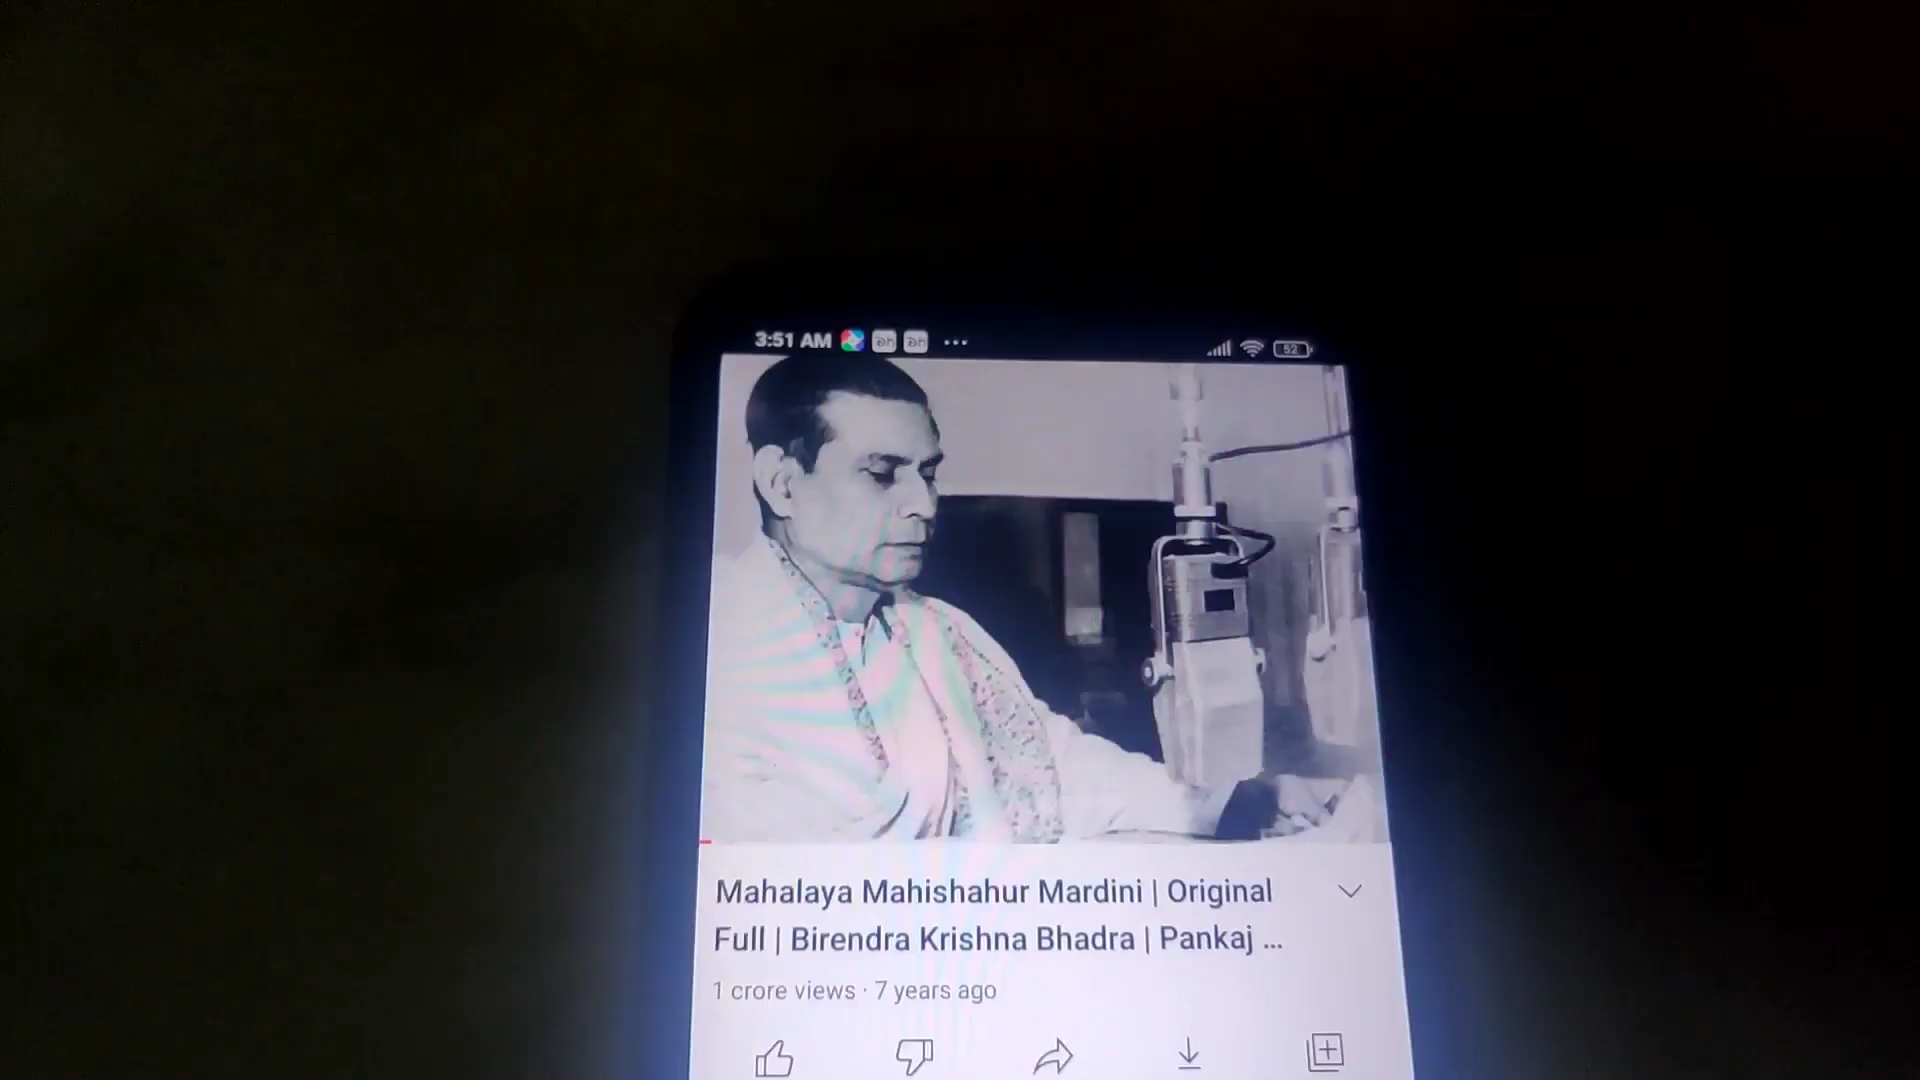 3:51 AM
52
Mahalaya Mahishahur Mardini | Original
Full | Birendra Krishna Bhadra | Pankaj ...
1 crore views · 7 years ago